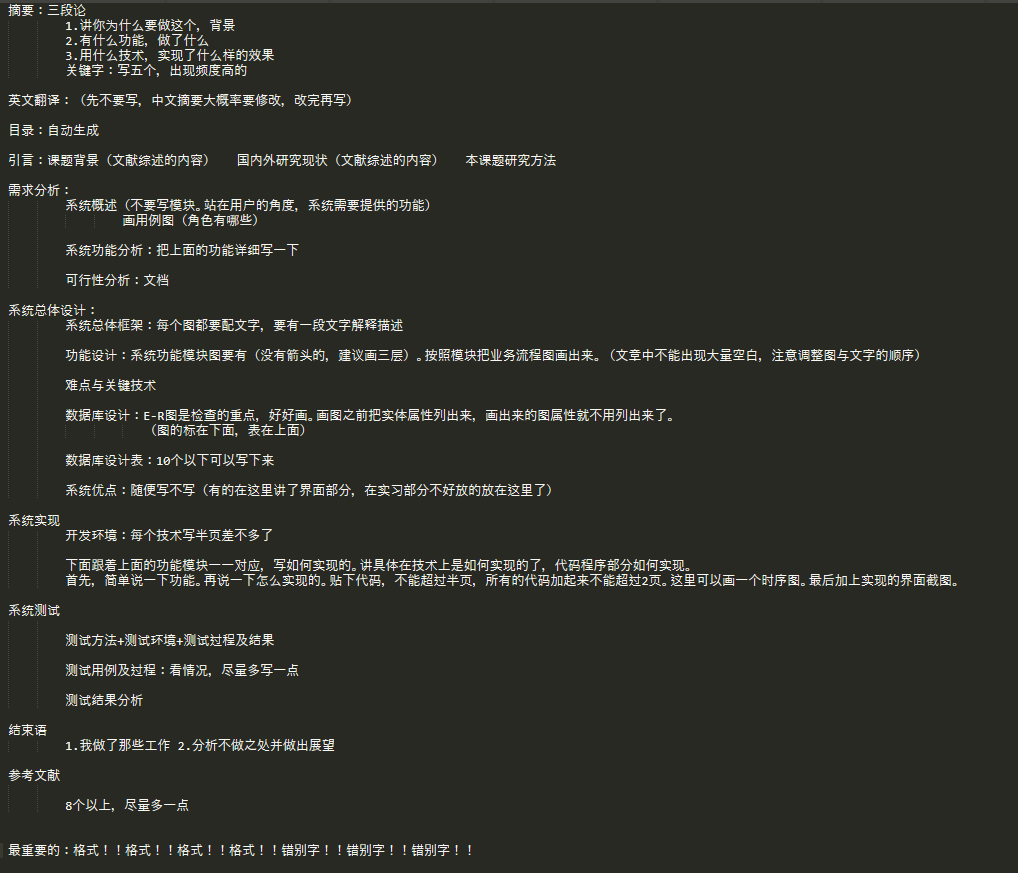 摘要：三段论
1.讲你为什么要做这个，背景
2.有什么功能，做了什么
3.用什么技术，实现了什么样的效果
关键字：写五个，出现频度高的
英文翻译：（先不要写，中文摘要大概率要修改，改完再写）
目录：自动生成
引言：课题背景（文献综述的内容） 国内外研究现状（文献综述的内容） 本课题研究方法
需求分析：
系统概述（不要写模块。站在用户的角度，系统需要提供的功能）
画用例图（角色有哪些）
系统功能分析：把上面的功能详细写一下
可行性分析：文档
系统总体设计：
系统总体框架：每个图都要配文字，要有一段文字解释描述
功能设计：系统功能模块图要有（没有箭头的，建议画三层）。按照模块把业务流程图画出来。（文章中不能出现大量空白，注意调整图与文字的顺序）
难点与关键技术
数据库设计：E-R图是检查的重点，好好画。画图之前把实体属性列出来，画出来的图属性就不用列出来了。
（图的标在下面，表在上面）
数据库设计表：10个以下可以写下来
系统优点：随便写不写（有的在这里讲了界面部分，在实习部分不好放的放在这里了）
系统实现
开发环境：每个技术写半页差不多了
下面跟着上面的功能模块一一对应，写如何实现的。讲具体在技术上是如何实现的了，代码程序部分如何实现。
首先，简单说一下功能。再说一下怎么实现的。贴下代码，不能超过半页，所有的代码加起来不能超过2页。这里可以画一个时序图。最后加上实现的界面截图。
系统测试
测试方法+测试环境+测试过程及结果
测试用例及过程：看情况，尽量多写一点
测试结果分析
结束语
1.我做了那些工作 2.分析不做之处并做出展望
参考文献
8个以上，尽量多一点
最重要的：格式！！格式！！格式！！格式！！错别字！！错别字！！错别字！！